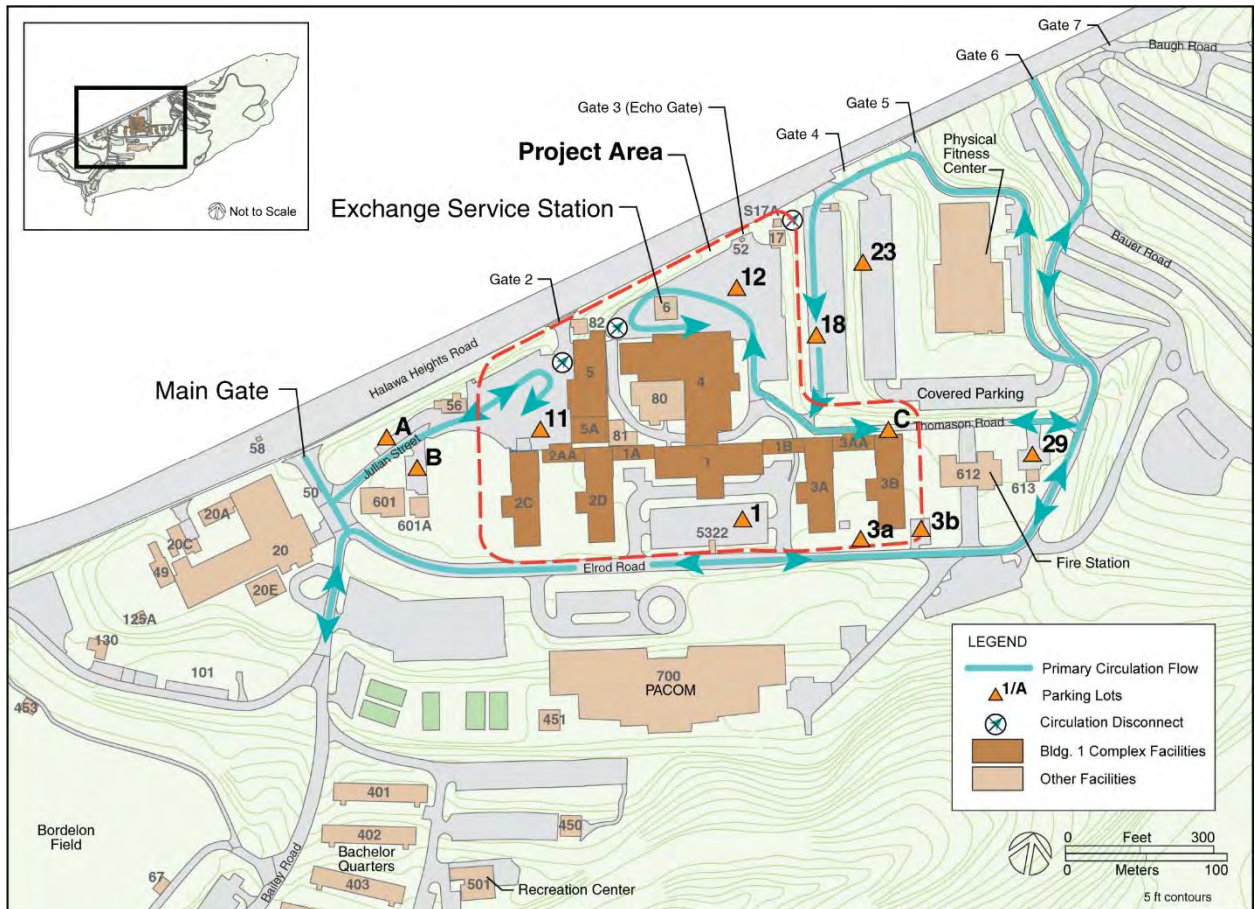 Not to Scale
Gate 7
Baugh Road
Gate 6
Gate 5
Gate 3 (Echo Gate)
Gate 4
Project Area
Physical
Fitness
Center
Exchange Service Station
S17A
17
52
12
23
Bauer Road
Gate 2
6
82
18
Halawa Heights Road
5
4
Main Gate
80
Covered Parking
56
11
A
C
Thomason Road
5A
81
58
Julian Street
B
2AA
1A
1
1B
3AA
29
612
613
50
601
601A
2C
2D
3A
3B
20A
20C
20
1
5322
3a
3b
49
20E
Elrod Road
Fire Station
125A
130
101
LEGEND
Primary Circulation Flow
1/A
Parking Lots
Circulation Disconnect
Bldg. 1 Complex Facilities
Other Facilities
700
PACOM
453
451
401
Bordelon
Field
402
450
Bachelor
Quarters
403
67
Bailey Road
501
Recreation Center
0 Feet 300
0 Meters 100
5 ft contours